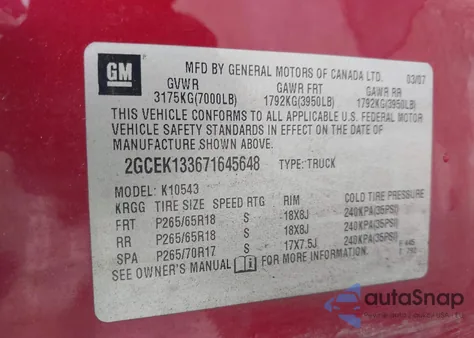 GM
MFD BY GENERAL MOTORS OF CANADA LTD. 03/07
GVWR GAWR FRT GAWR RR
3175KG(7000LB) 1792KG(3950LB) 1792KG(3950LB)
THIS VEHICLE CONFORMS TO ALL APPLICABLE U.S. FEDERAL MOTOR
VEHICLE SAFETY STANDARDS IN EFFECT ON THE DATE OF
MANUFACTURE SHOWN ABOVE.
2GCEK133671645648 TYPE: TRUCK
MODEL: K10543
KRGG TIRE SIZE SPEED RTG RIM COLD TIRE PRESSURE
FRT P265/65R18 S 18X8J 240KPA(35PSI)
RR P265/65R18 S 18X8J 240KPA(35PSI)
SPA P265/70R17 S 17X7.5J 240KPA(35PSI)
SEE OWNER'S MANUAL FOR MORE INFORMATION.
autoSnap